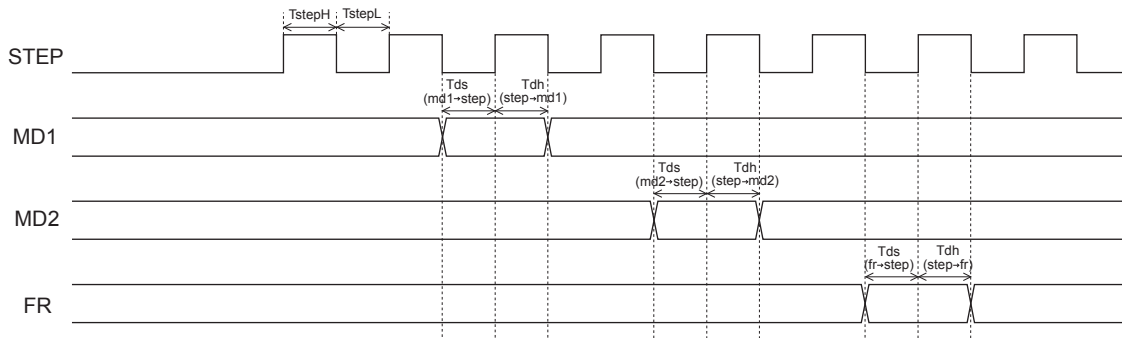 TstepH TstepL
STEP
Tds Tdh
(md1→step) (step→md1)
MD1
Tds Tdh
(md2→step) (step→md2)
MD2
Tds Tdh
(fr→step) (step→fr)
FR